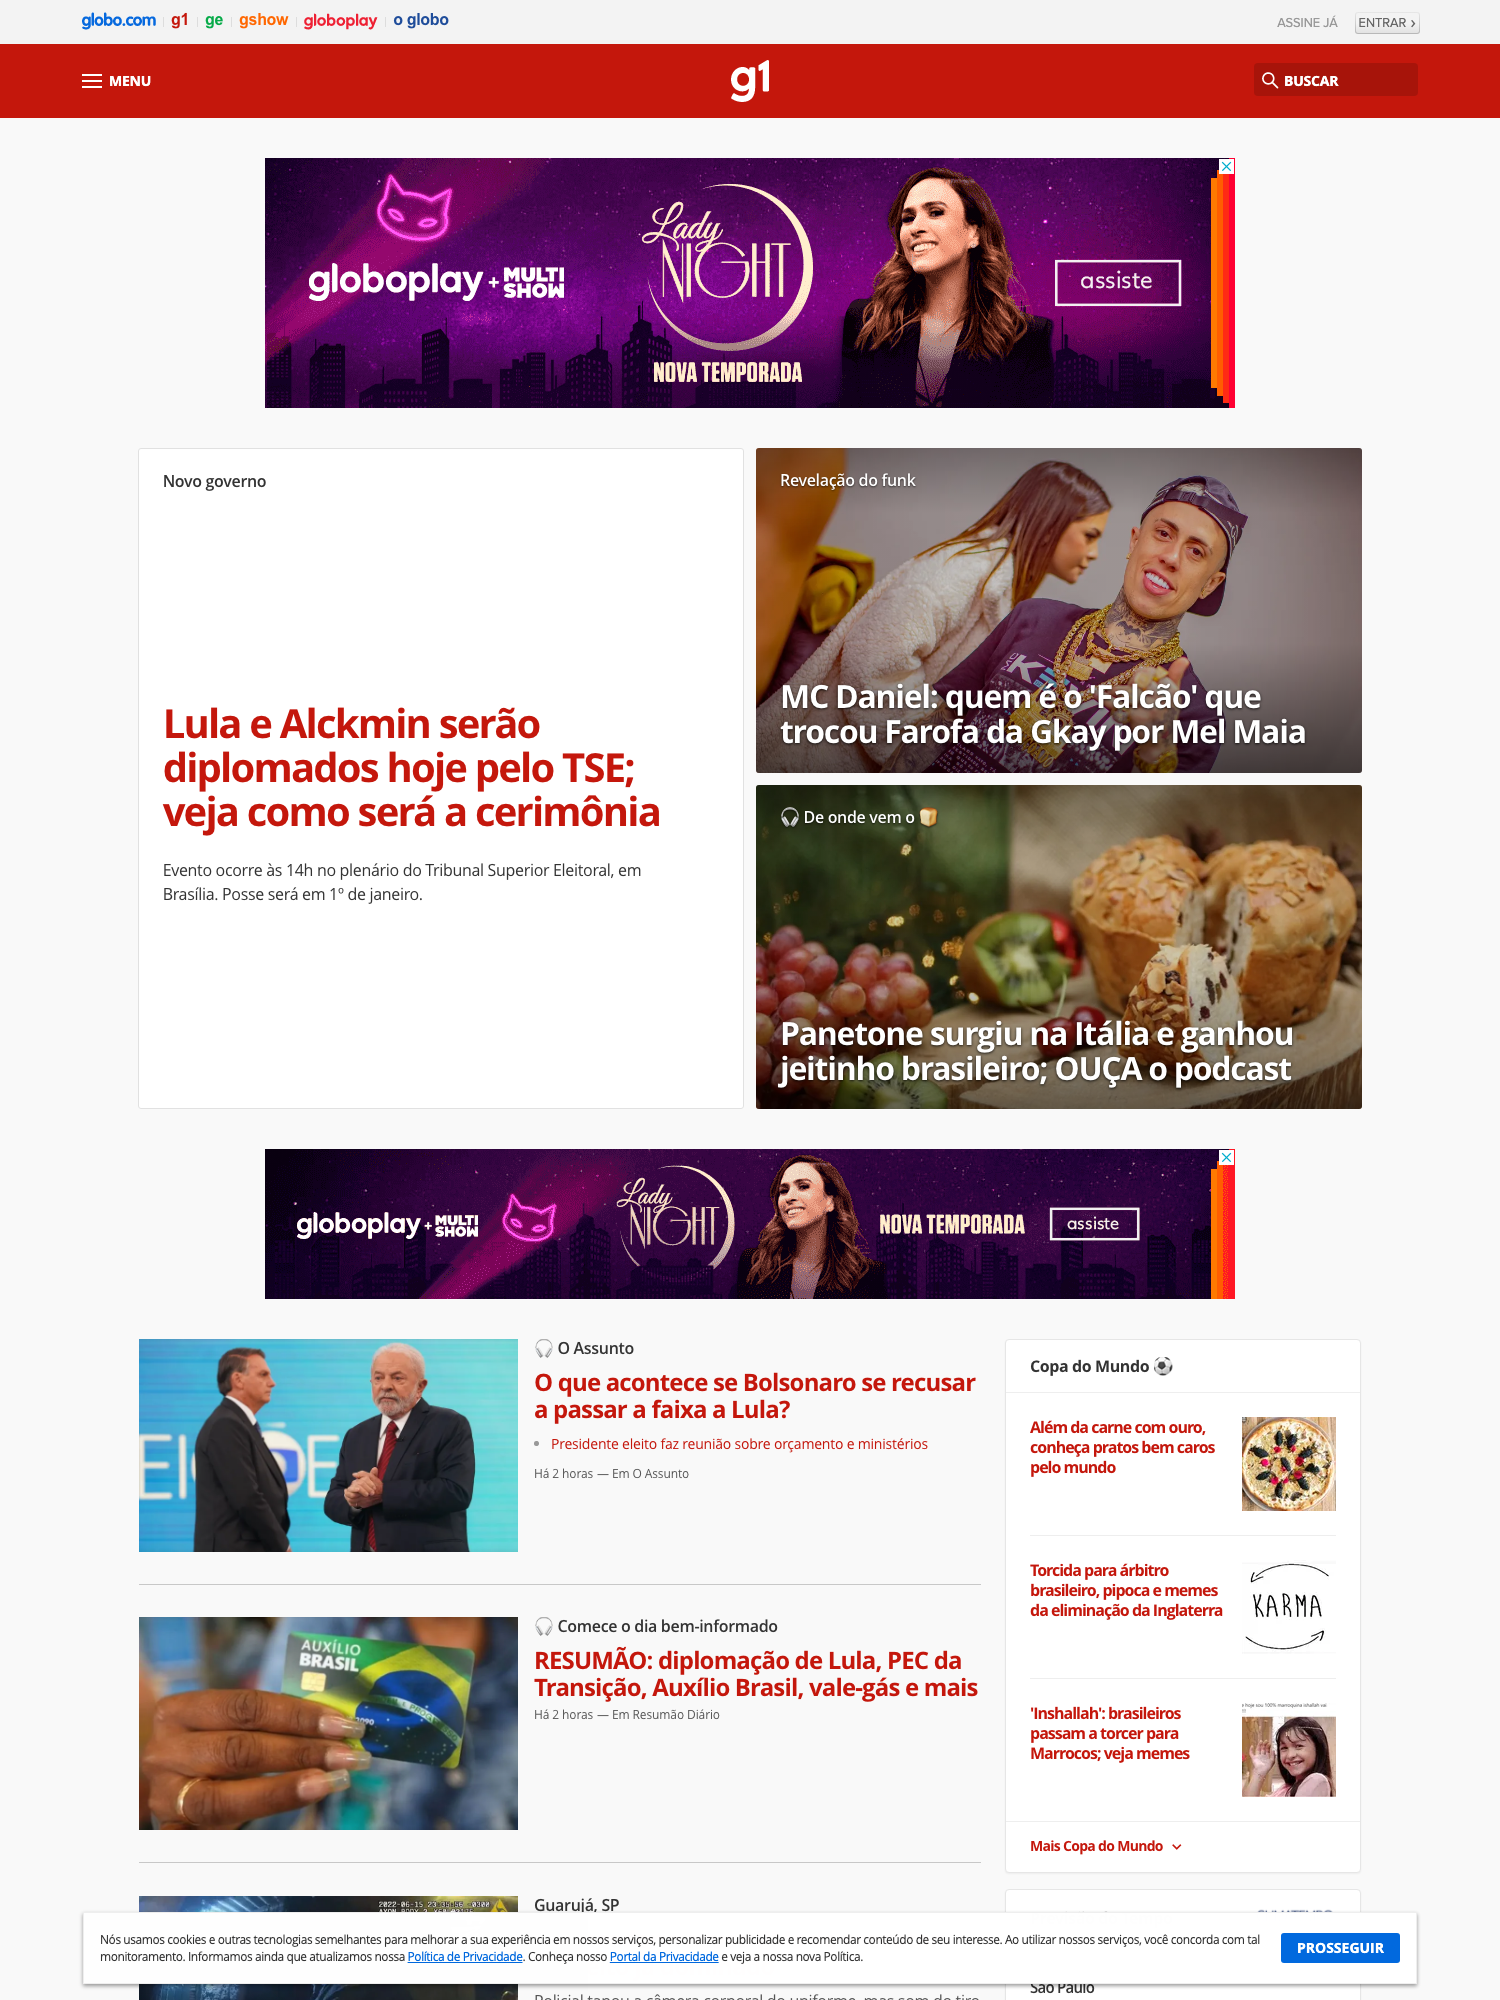 globo.com g1 ge gshow globoplay o globo
ASSINE JÁ ENTRAR ›
MENU
g1
BUSCAR
globoplay + MULTI SHOW
Lady NIGHT
NOVA TEMPORADA
assiste
Novo governo
Lula e Alckmin serão
diplomados hoje pelo TSE;
veja como será a cerimônia
Evento ocorre às 14h no plenário do Tribunal Superior Eleitoral, em
Brasília. Posse será em 1º de janeiro.
Revelação do funk
MC Daniel: quem é o 'Falcão' que
trocou Farofa da Gkay por Mel Maia
🎧 De onde vem o 🍞
Panetone surgiu na Itália e ganhou
jeitinho brasileiro; OUÇA o podcast
globoplay + MULTI SHOW
Lady NIGHT
NOVA TEMPORADA
assiste
🎧 O Assunto
O que acontece se Bolsonaro se recusar
a passar a faixa a Lula?
• Presidente eleito faz reunião sobre orçamento e ministérios
Há 2 horas — Em O Assunto
AUXÍLIO
BRASIL
🎧 Comece o dia bem-informado
RESUMÃO: diplomação de Lula, PEC da
Transição, Auxílio Brasil, vale-gás e mais
Há 2 horas — Em Resumão Diário
Guarujá, SP
Copa do Mundo ⚽
Além da carne com ouro,
conheça pratos bem caros
pelo mundo
Torcida para árbitro
brasileiro, pipoca e memes
da eliminação da Inglaterra
KARMA
'Inshallah': brasileiros
passam a torcer para
Marrocos; veja memes
Mais Copa do Mundo
Nós usamos cookies e outras tecnologias semelhantes para melhorar a sua experiência em nossos serviços, personalizar publicidade e recomendar conteúdo de seu interesse. Ao utilizar nossos serviços, você concorda com tal
monitoramento. Informamos ainda que atualizamos nossa Política de Privacidade. Conheça nosso Portal da Privacidade e veja a nossa nova Política.
PROSSEGUIR
São Paulo